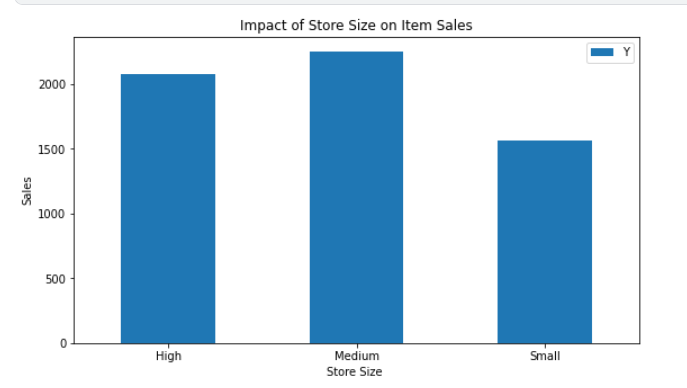 Impact of Store Size on Item Sales
Y
2000
1500
1000
500
0
Sales
High Medium Small
Store Size